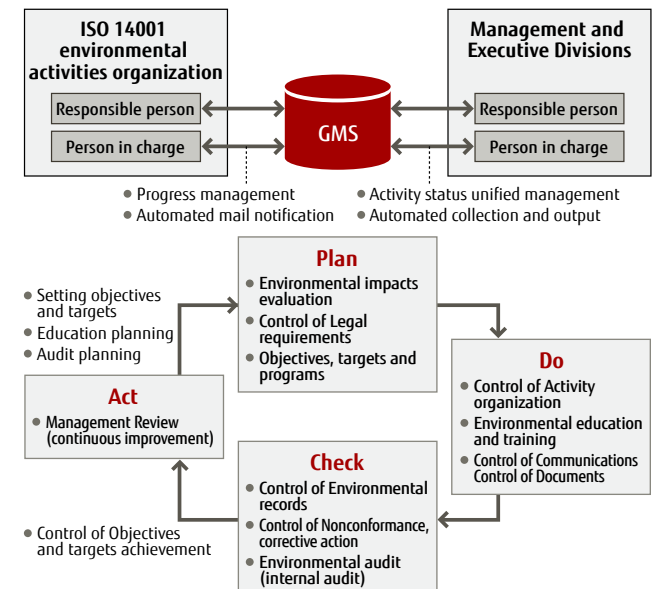 ISO 14001
environmental
activities organization
Responsible person
Person in charge
GMS
Management and
Executive Divisions
Responsible person
Person in charge
• Progress management
• Automated mail notification
• Activity status unified management
• Automated collection and output
Plan
• Environmental impacts
evaluation
• Control of Legal
requirements
• Objectives, targets and
programs
• Setting objectives
and targets
• Education planning
• Audit planning
Do
• Control of Activity
organization
• Environmental education
and training
• Control of Communications
Control of Documents
Act
• Management Review
(continuous improvement)
Check
• Control of Environmental
records
• Control of Nonconformance,
corrective action
• Environmental audit
(internal audit)
• Control of Objectives
and targets achievement